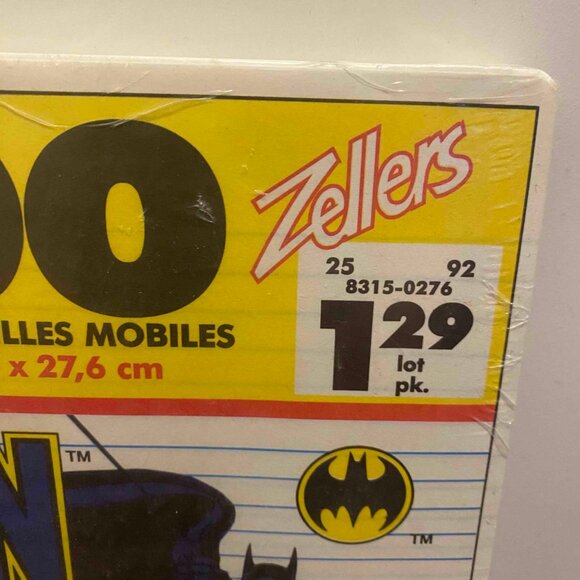 00
Zellers
25 92
8315-0276
1 29
lot
pk.
LLES MOBILES
x 27,6 cm
N TM
TM